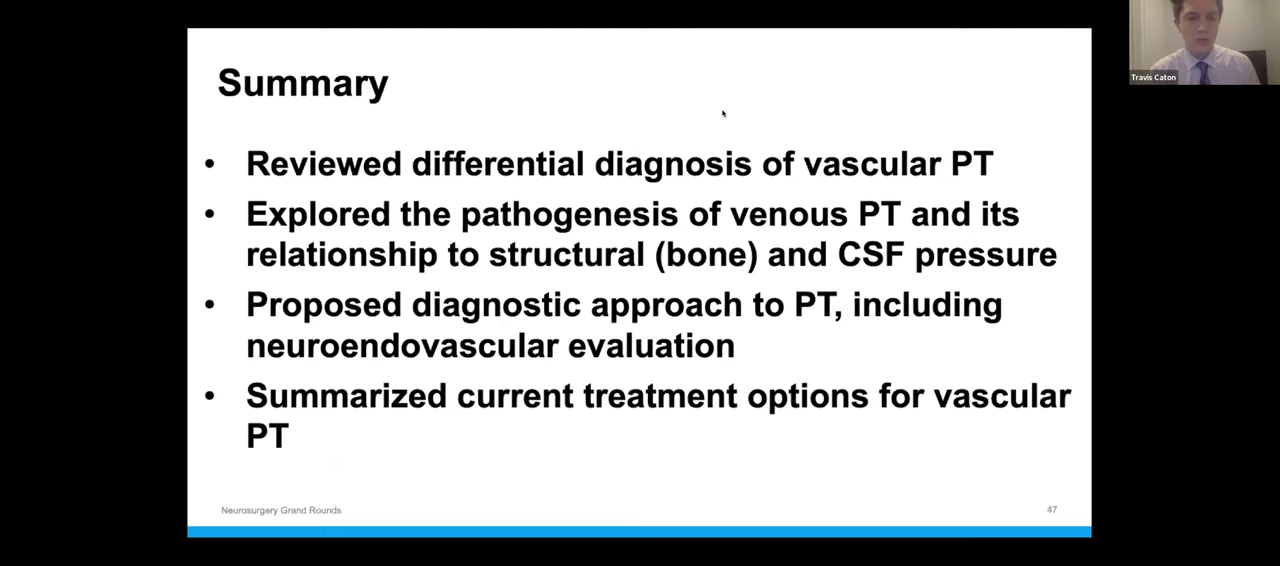 Summary
• Reviewed differential diagnosis of vascular PT
• Explored the pathogenesis of venous PT and its
relationship to structural (bone) and CSF pressure
• Proposed diagnostic approach to PT, including
neuroendovascular evaluation
• Summarized current treatment options for vascular
PT
Neurosurgery Grand Rounds
47
Travis Caton